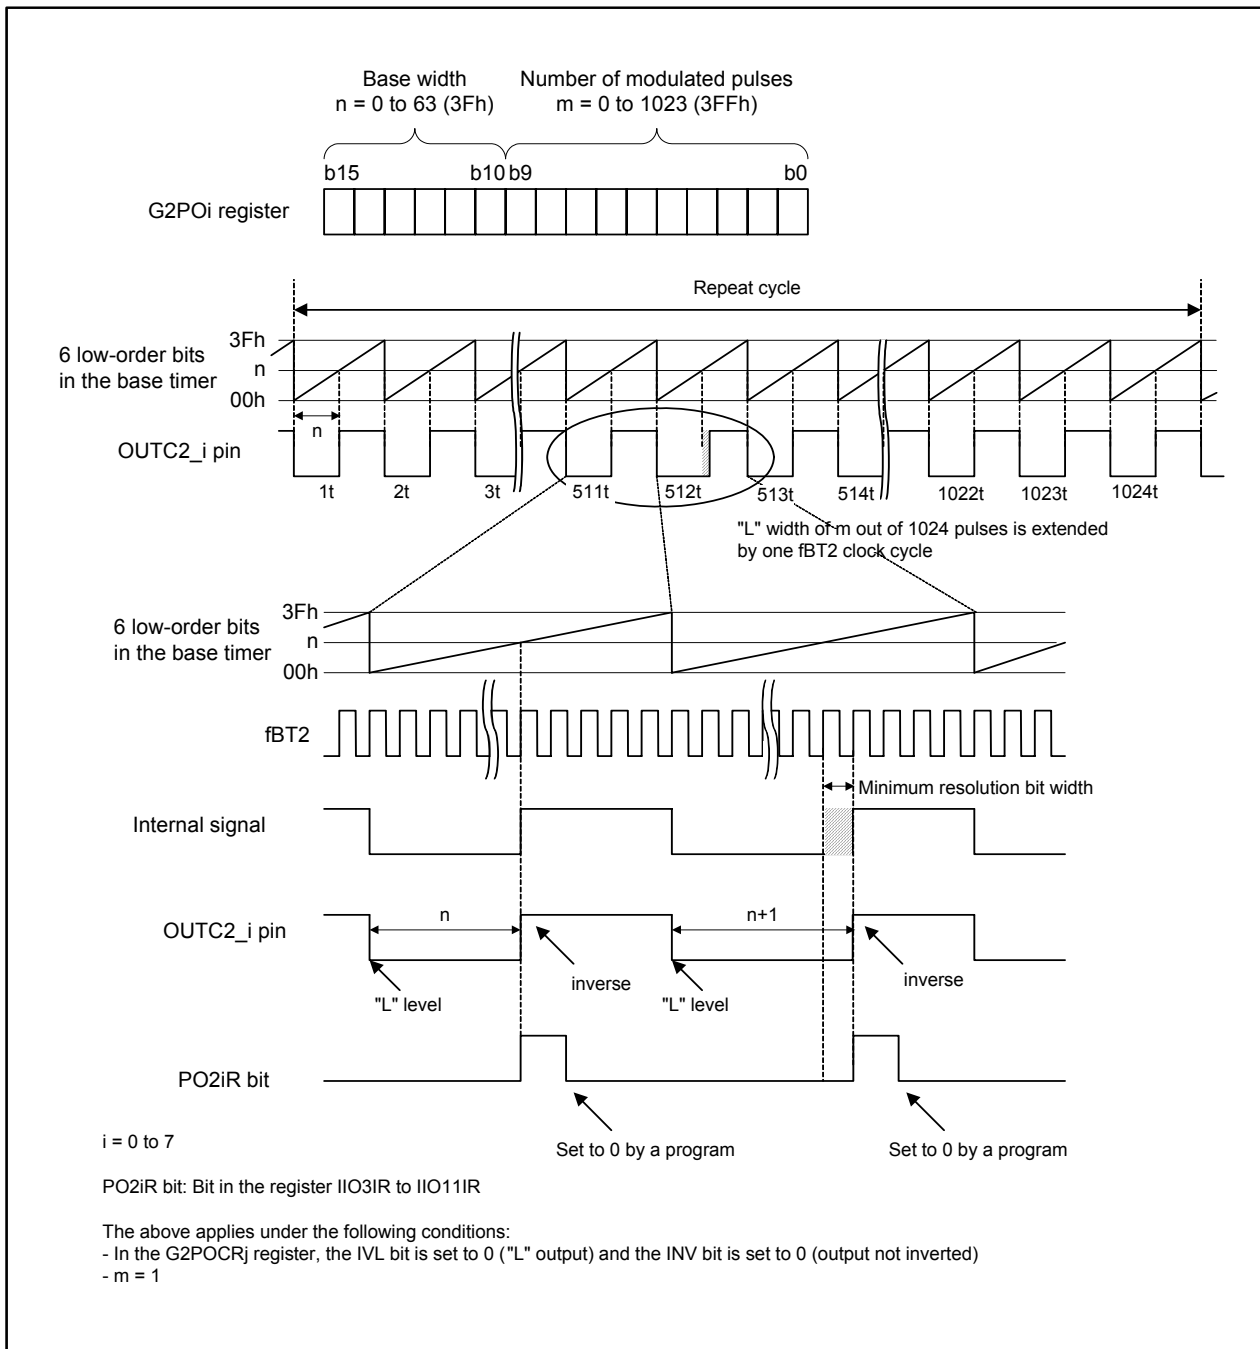 Base width
n = 0 to 63 (3Fh)
Number of modulated pulses
m = 0 to 1023 (3FFh)
b15
b10
b9
b0
G2POi register
Repeat cycle
3Fh
n
00h
6 low-order bits
in the base timer
n
OUTC2_i pin
1t
2t
3t
511t
512t
513t
514t
1022t
1023t
1024t
"L" width of m out of 1024 pulses is extended
by one fBT2 clock cycle
3Fh
n
00h
6 low-order bits
in the base timer
fBT2
Minimum resolution bit width
Internal signal
OUTC2_i pin
n
n+1
"L" level
inverse
"L" level
inverse
PO2iR bit
Set to 0 by a program
Set to 0 by a program
i = 0 to 7
PO2iR bit: Bit in the register IIO3IR to IIO11IR
The above applies under the following conditions:
- In the G2POCRj register, the IVL bit is set to 0 ("L" output) and the INV bit is set to 0 (output not inverted)
- m = 1